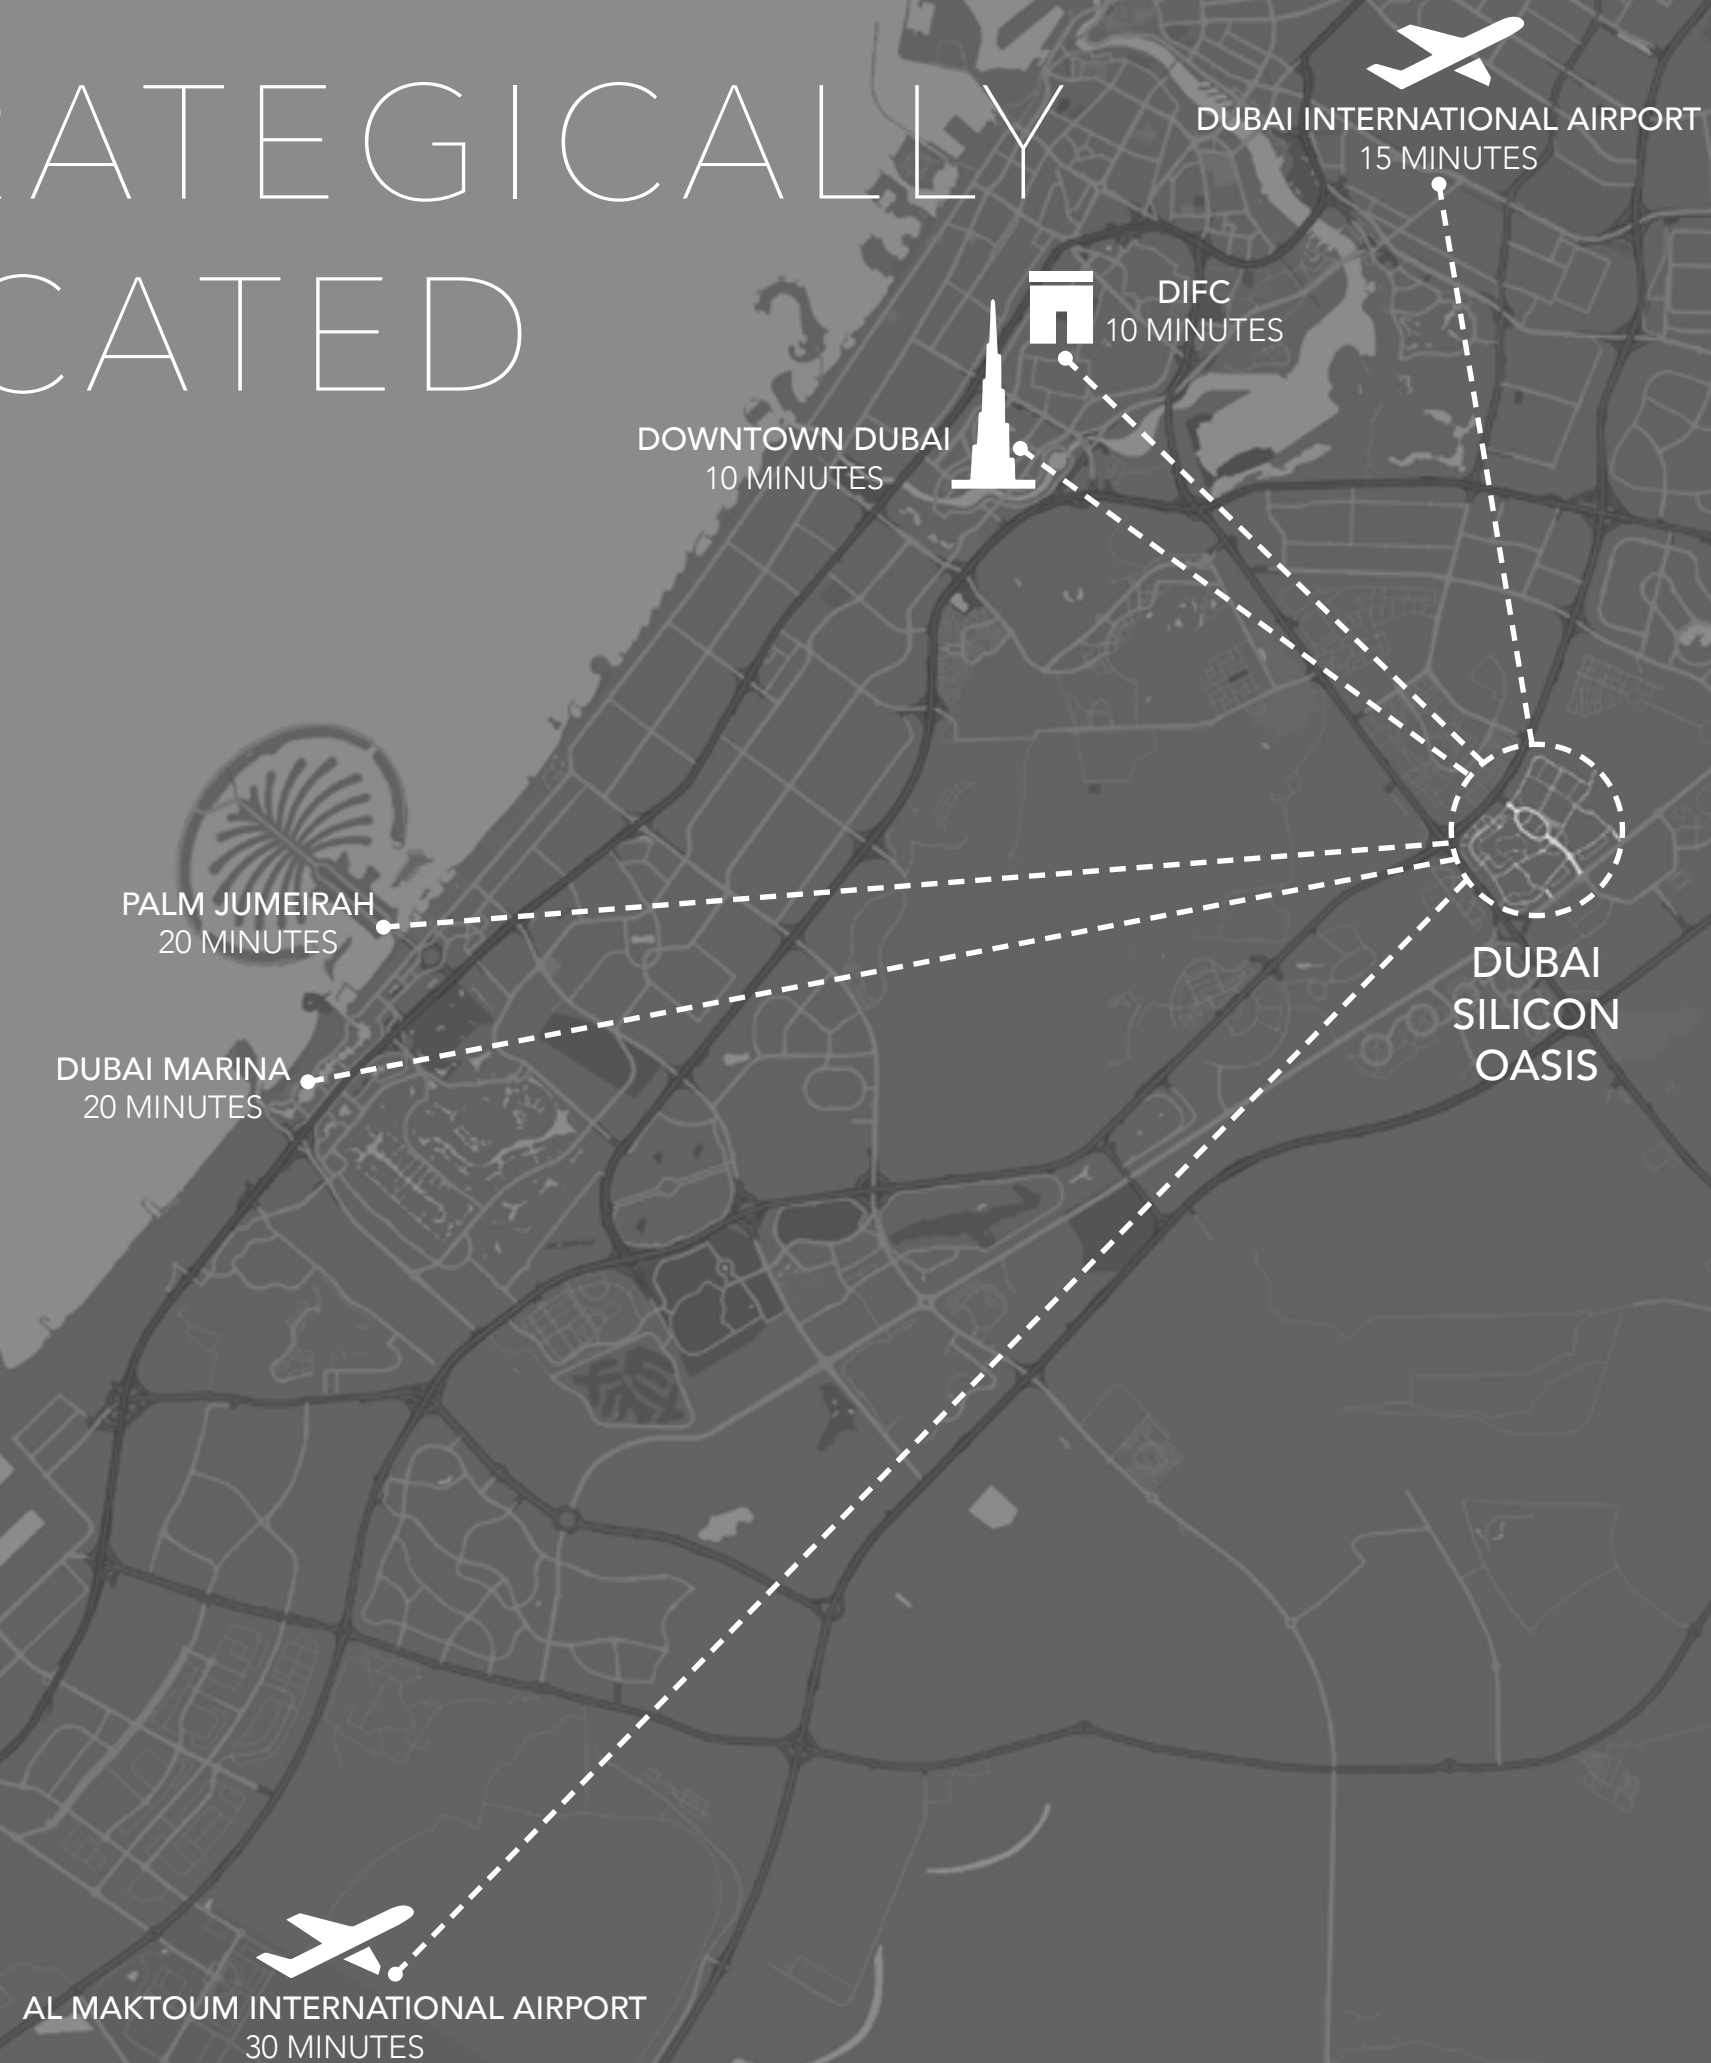 RATEGICALLY
CATED
DUBAI INTERNATIONAL AIRPORT
15 MINUTES
DIFC
10 MINUTES
DOWNTOWN DUBAI
10 MINUTES
PALM JUMEIRAH
20 MINUTES
DUBAI
SILICON
OASIS
DUBAI MARINA
20 MINUTES
AL MAKTOUM INTERNATIONAL AIRPORT
30 MINUTES